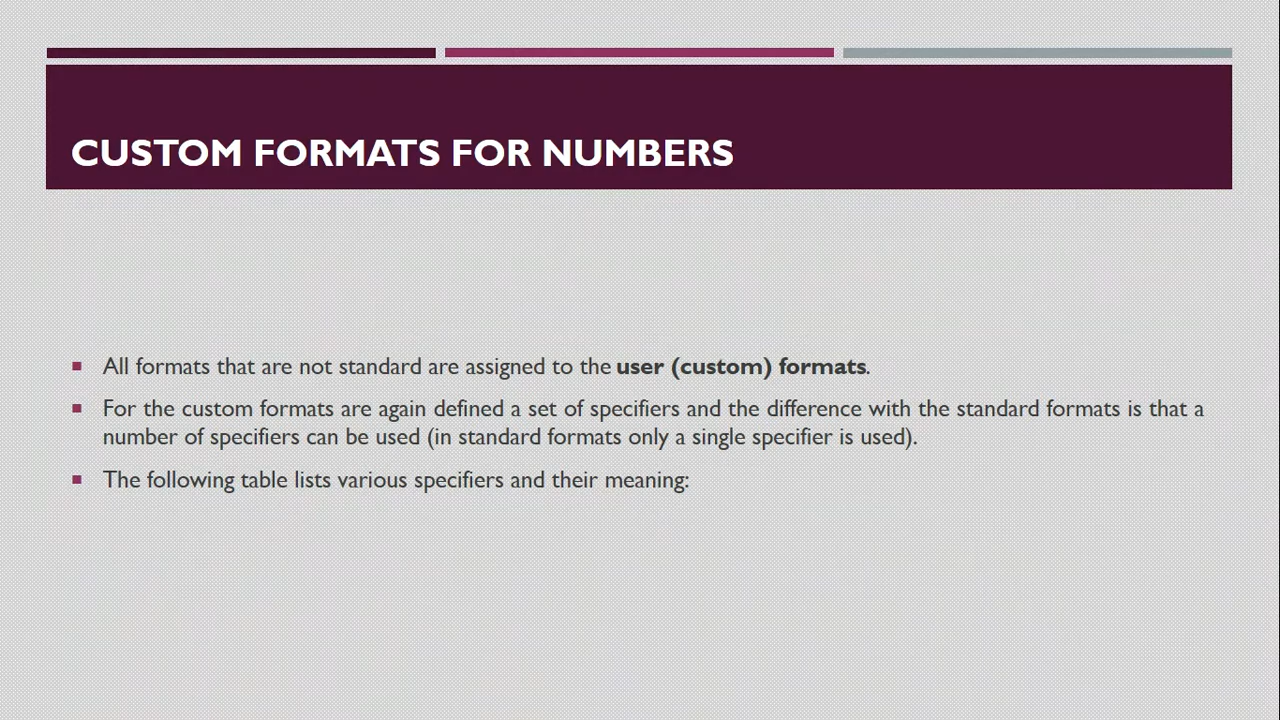 CUSTOM FORMATS FOR NUMBERS
All formats that are not standard are assigned to the user (custom) formats.
For the custom formats are again defined a set of specifiers and the difference with the standard formats is that a
number of specifiers can be used (in standard formats only a single specifier is used).
The following table lists various specifiers and their meaning: